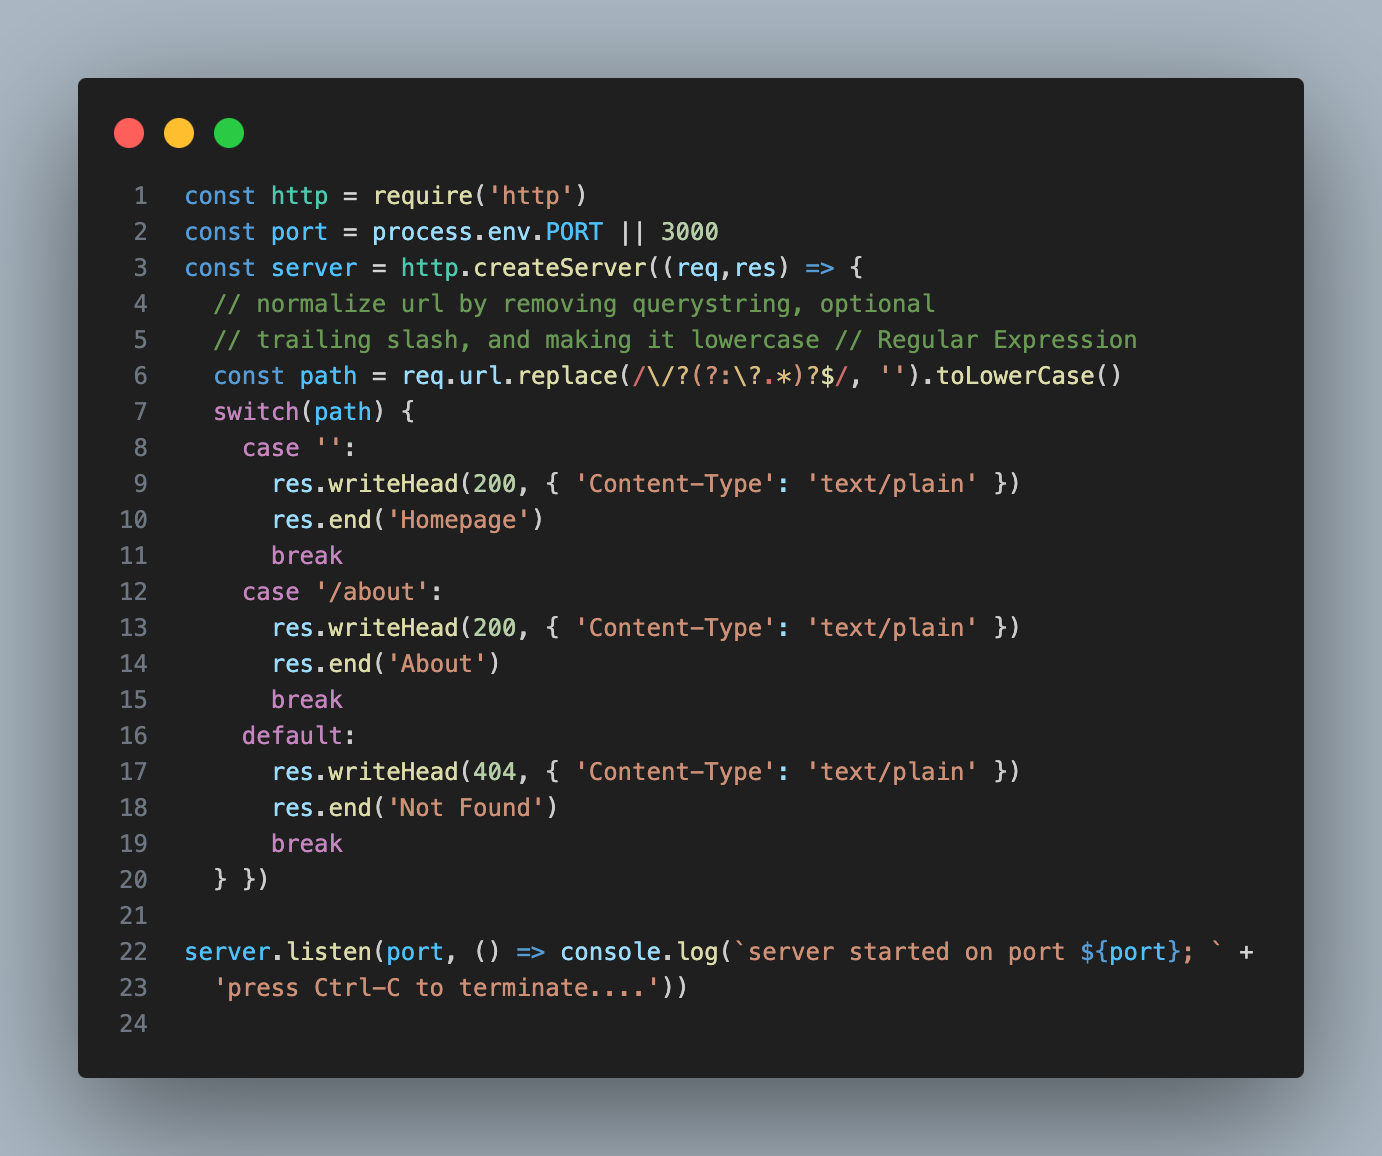 1 const http = require('http')
2 const port = process.env.PORT || 3000
3 const server = http.createServer((req,res) => {
4   // normalize url by removing querystring, optional
5   // trailing slash, and making it lowercase // Regular Expression
6   const path = req.url.replace(/\/?(?:\?.*)?$/, '').toLowerCase()
7   switch(path) {
8     case '':
9       res.writeHead(200, { 'Content-Type': 'text/plain' })
10       res.end('Homepage')
11       break
12     case '/about':
13       res.writeHead(200, { 'Content-Type': 'text/plain' })
14       res.end('About')
15       break
16     default:
17       res.writeHead(404, { 'Content-Type': 'text/plain' })
18       res.end('Not Found')
19       break
20   } })
21
22 server.listen(port, () => console.log(`server started on port ${port}; ` +
23   'press Ctrl-C to terminate....'))
24